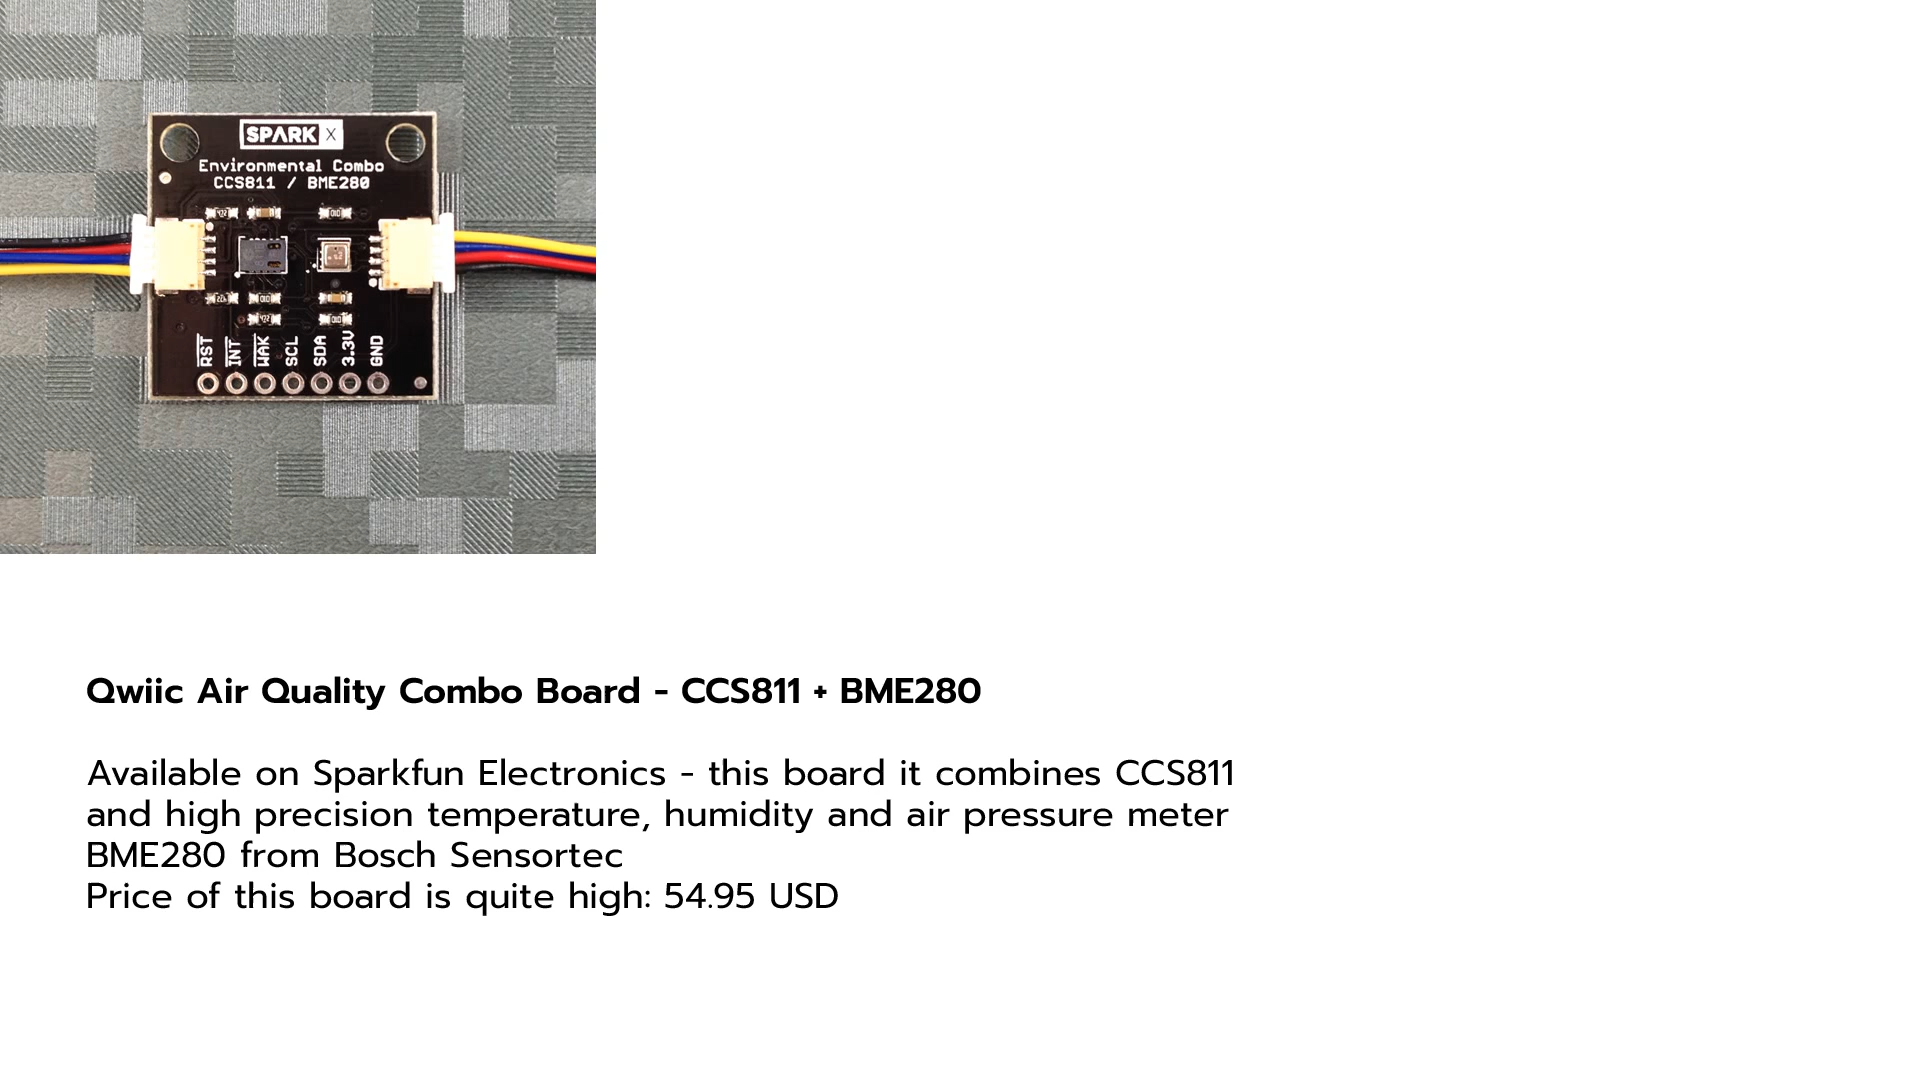 SPARK X
Environmental Combo
CCS811 / BME280
RST
INT
WAK
SCL
SDA
3.3V
GND
Qwiic Air Quality Combo Board - CCS811 + BME280
Available on Sparkfun Electronics - this board it combines CCS811
and high precision temperature, humidity and air pressure meter
BME280 from Bosch Sensortec
Price of this board is quite high: 54.95 USD